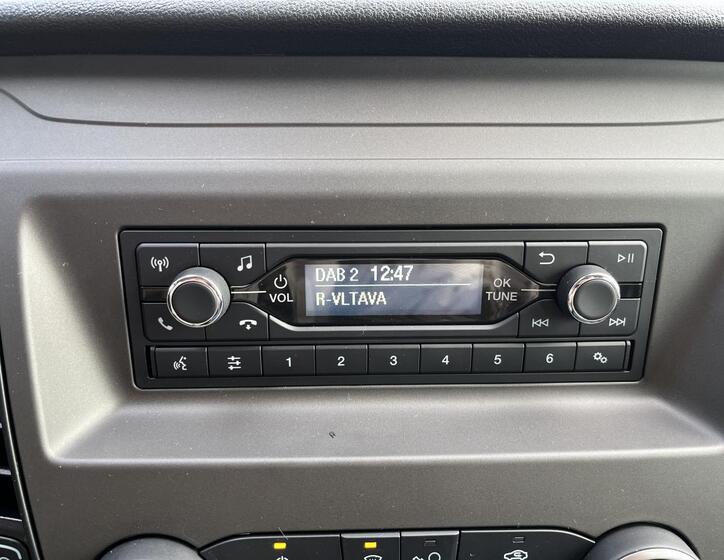 DAB 2 12:47
R-VLTAVA
VOL
OK
TUNE
1 2 3 4 5 6